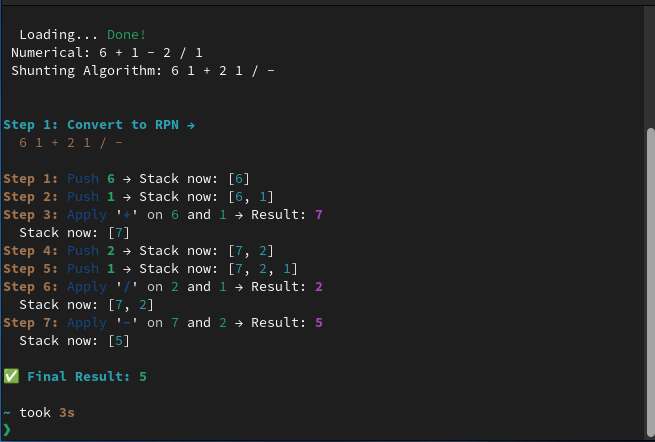 Loading... Done!
Numerical: 6 + 1 - 2 / 1
Shunting Algorithm: 6 1 + 2 1 / -
Step 1: Convert to RPN →
6 1 + 2 1 / -
Step 1: Push 6 → Stack now: [6]
Step 2: Push 1 → Stack now: [6, 1]
Step 3: Apply '+' on 6 and 1 → Result: 7
Stack now: [7]
Step 4: Push 2 → Stack now: [7, 2]
Step 5: Push 1 → Stack now: [7, 2, 1]
Step 6: Apply '/' on 2 and 1 → Result: 2
Stack now: [7, 2]
Step 7: Apply '-' on 7 and 2 → Result: 5
Stack now: [5]
✅ Final Result: 5
~ took 3s
❯